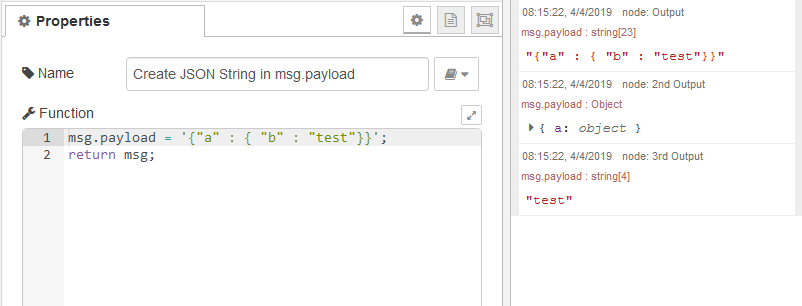 Properties
Name
Create JSON String in msg.payload
Function
1 msg.payload = '{"a" : { "b" : "test"}}';
2 return msg;
08:15:22, 4/4/2019 node: Output
msg.payload : string[23]
"{"a" : { "b" : "test"}}"
08:15:22, 4/4/2019 node: 2nd Output
msg.payload : Object
{ a: object }
08:15:22, 4/4/2019 node: 3rd Output
msg.payload : string[4]
"test"